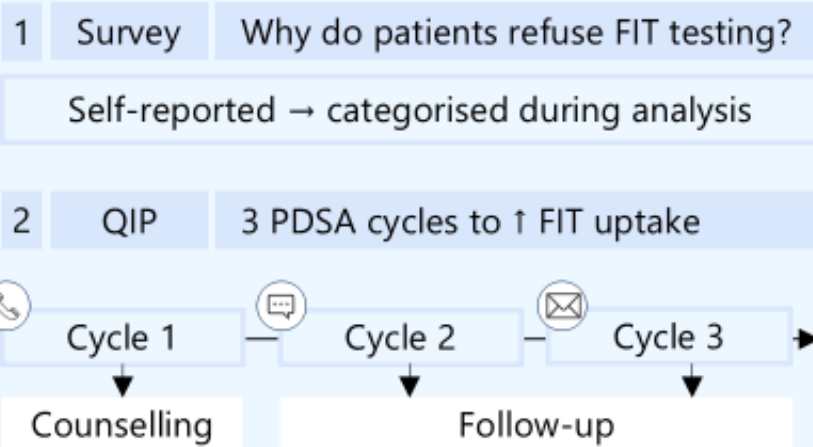 1 Survey Why do patients refuse FIT testing?
Self-reported → categorised during analysis
2 QIP 3 PDSA cycles to ↑ FIT uptake
Cycle 1 Cycle 2 Cycle 3
Counselling Follow-up